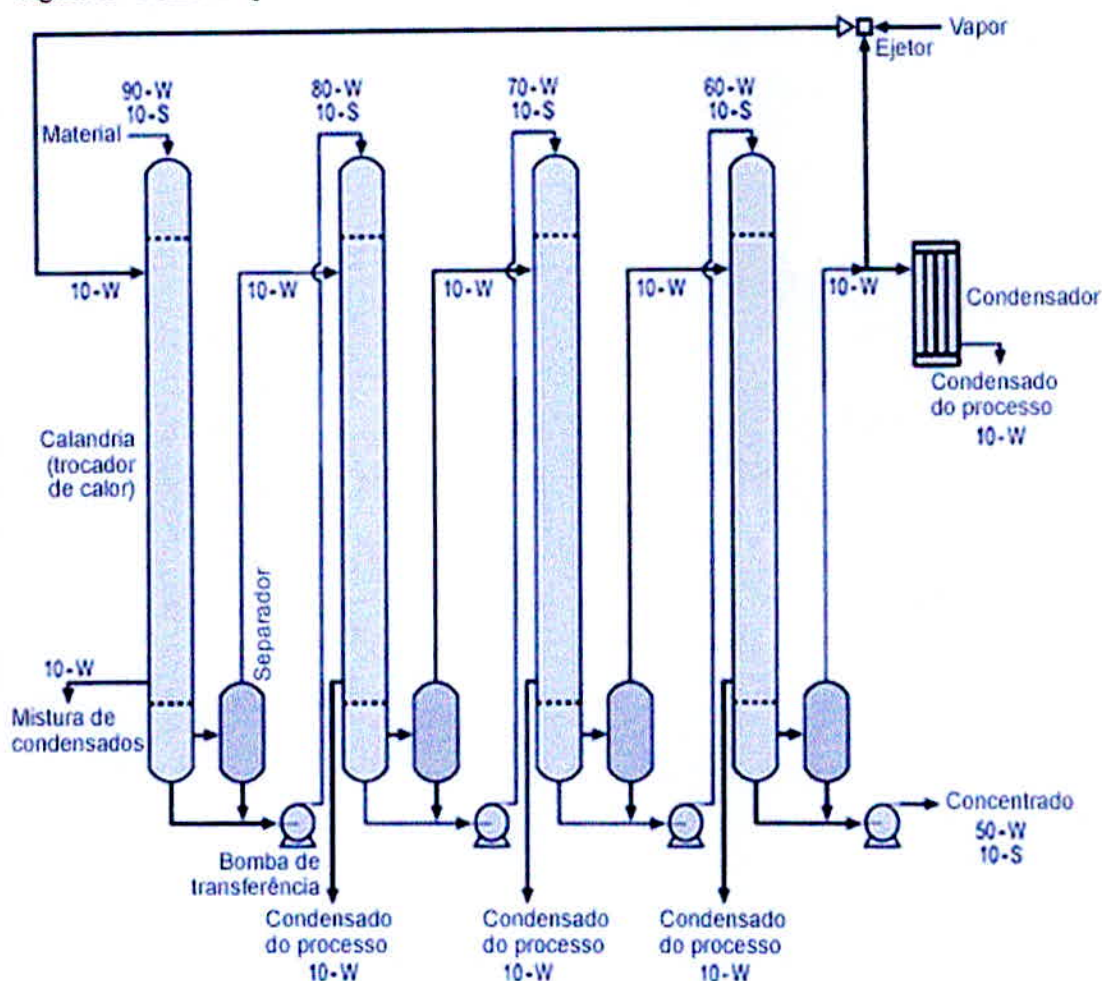 Vapor
Ejetor
90-W
10-S
80-W
10-S
70-W
10-S
60-W
10-S
Material
10-W
10-W
10-W
10-W
10-W
Condensador
Condensado
do processo
10-W
Calandria
(trocador
de calor)
Separador
10-W
Mistura de
condensados
Bomba de
transferência
Concentrado
50-W
10-S
Condensado
do processo
10-W
Condensado
do processo
10-W
Condensado
do processo
10-W